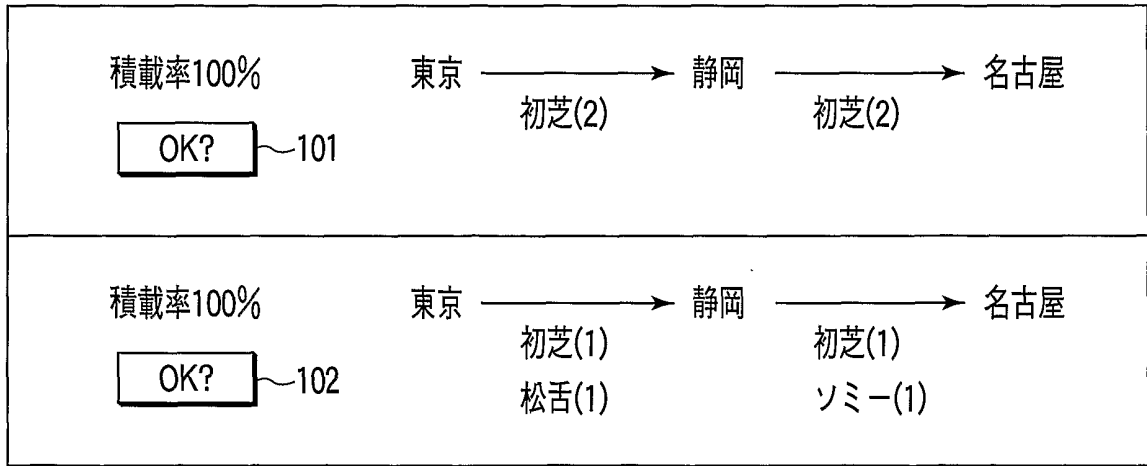 積載率100% 東京 静岡 名古屋
初芝(2) 初芝(2)
OK? 101
積載率100% 東京 静岡 名古屋
初芝(1) 初芝(1)
OK? 102
松舌(1) ソミー(1)